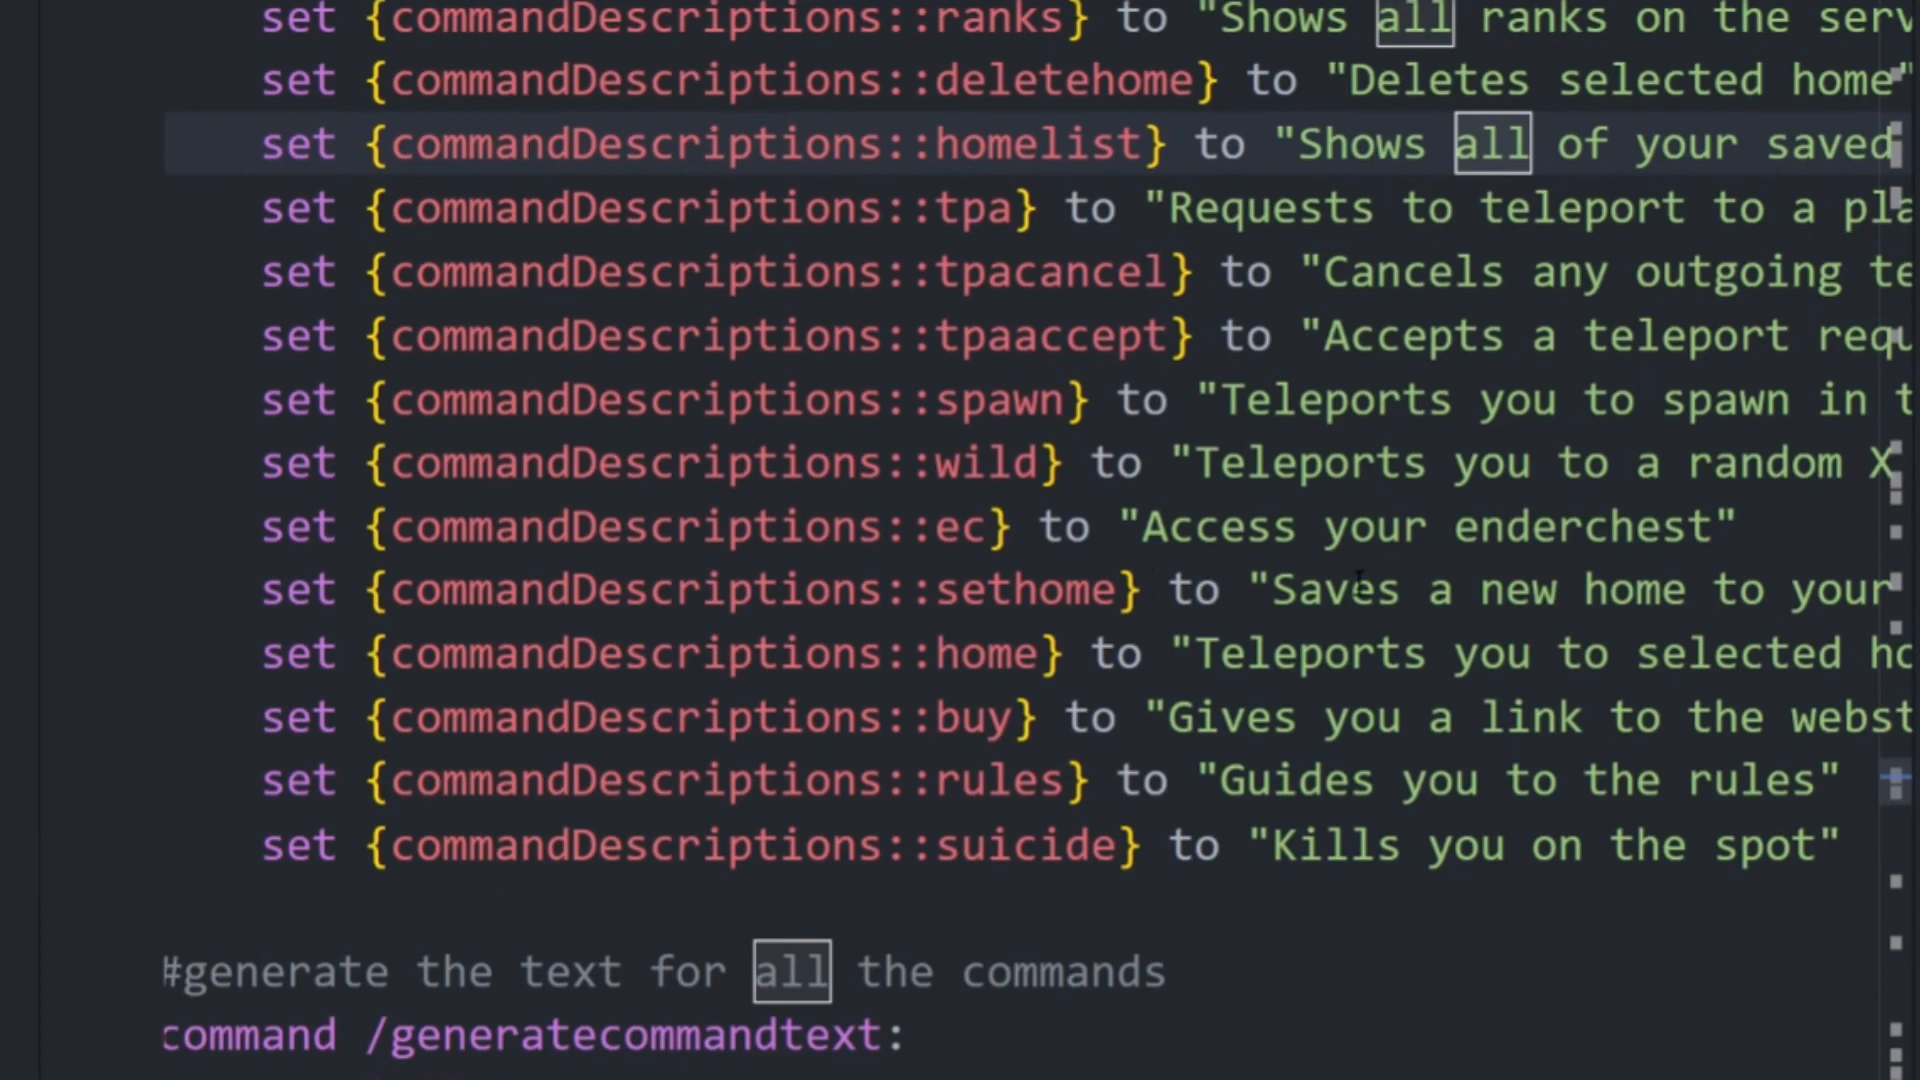 set {commandDescriptions::ranks} to "Shows all ranks on the
set {commandDescriptions::deletehome} to "Deletes selected home"
set {commandDescriptions::homelist} to "Shows all of your saved
set {commandDescriptions::tpa} to "Requests to teleport to a
set {commandDescriptions::tpacancel} to "Cancels any outgoing
set {commandDescriptions::tpaaccept} to "Accepts a teleport
set {commandDescriptions::spawn} to "Teleports you to spawn in
set {commandDescriptions::wild} to "Teleports you to a random X
set {commandDescriptions::ec} to "Access your enderchest"
set {commandDescriptions::sethome} to "Saves a new home to your
set {commandDescriptions::home} to "Teleports you to selected
set {commandDescriptions::buy} to "Gives you a link to the
set {commandDescriptions::rules} to "Guides you to the rules"
set {commandDescriptions::suicide} to "Kills you on the spot"
#generate the text for all the commands
command /generatecommandtext: